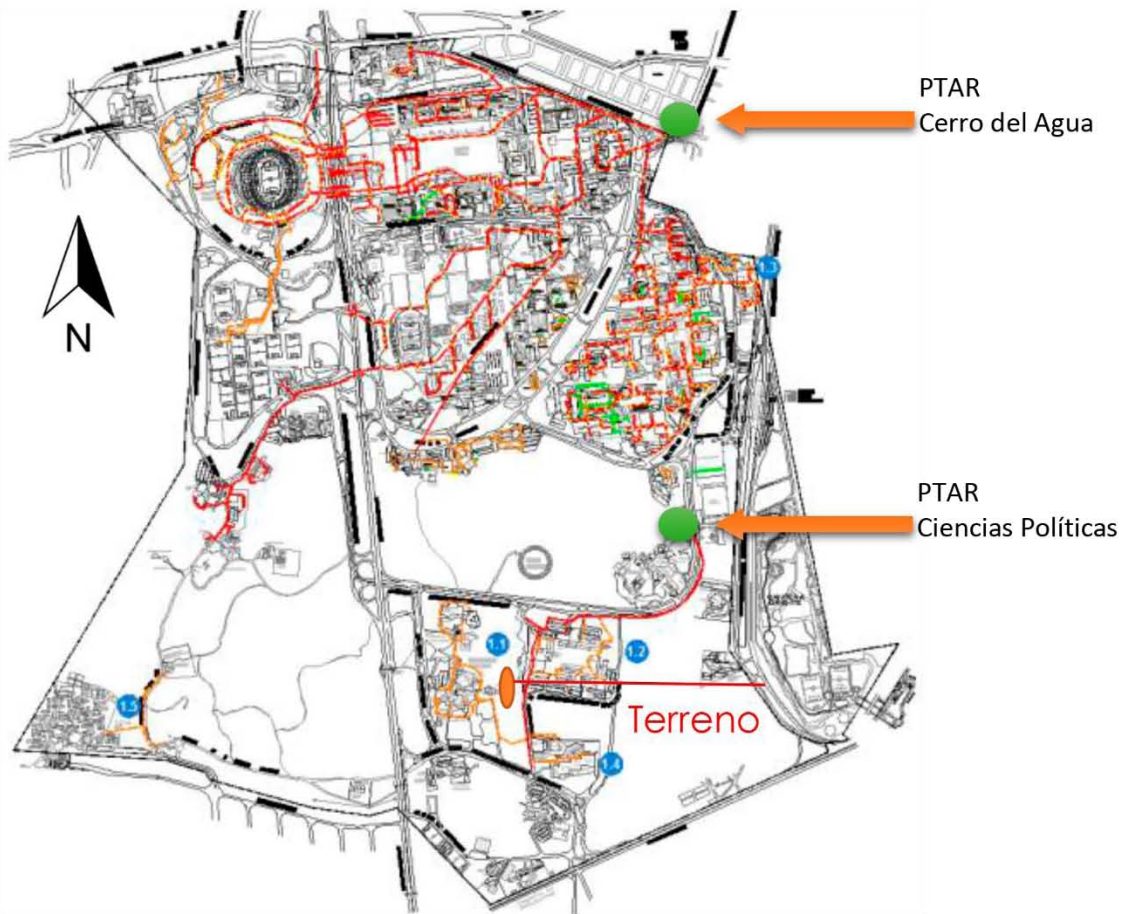 PTAR
Cerro del Agua
N
1.3
PTAR
Ciencias Políticas
1.1
1.2
Terreno
1.5
1.4